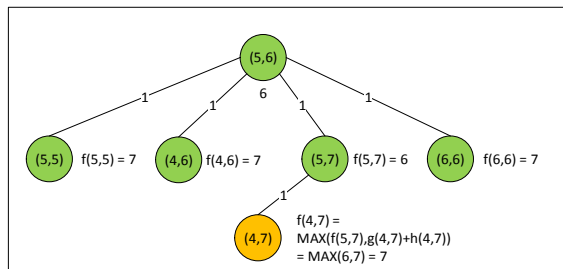 (5,6)
6
1
1
1
1
(5,5)
f(5,5) = 7
(4,6)
f(4,6) = 7
(5,7)
f(5,7) = 6
(6,6)
f(6,6) = 7
1
(4,7)
f(4,7) =
MAX(f(5,7),g(4,7)+h(4,7))
= MAX(6,7) = 7